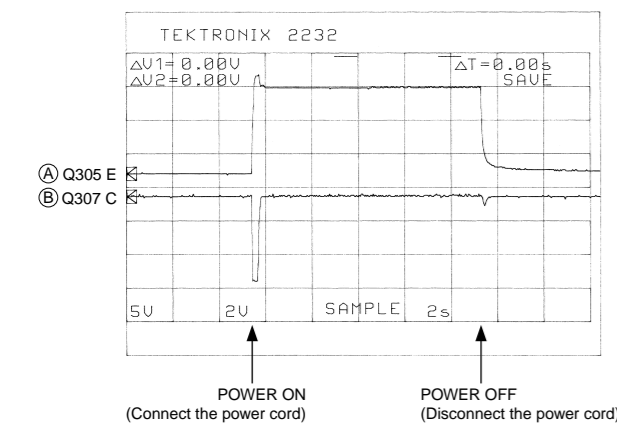 TEKTRONIX 2232
△V1= 0.00V △T=0.00s
△V2=0.00V SAVE
Ⓐ Q305 E
Ⓑ Q307 C
5V 2V SAMPLE 2s
POWER ON
(Connect the power cord)
POWER OFF
(Disconnect the power cord)